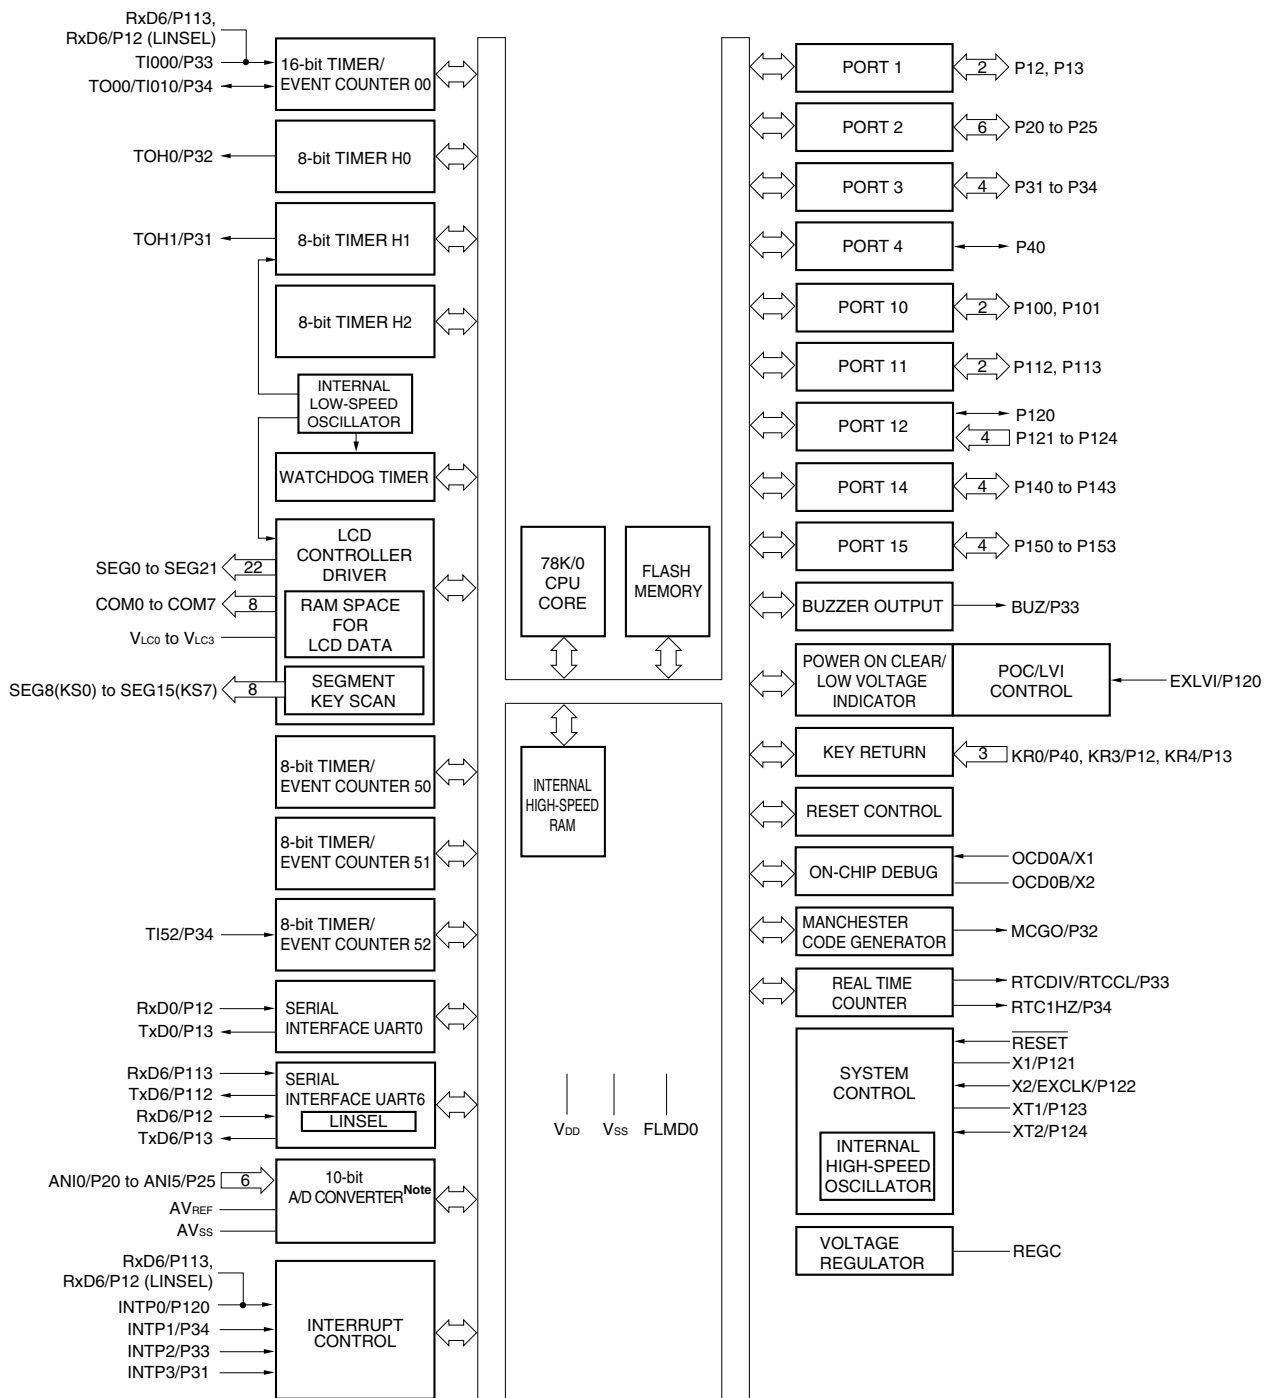 RxD6/P113,
RxD6/P12 (LINSEL)
TI000/P33
TO00/TI010/P34
16-bit TIMER/
EVENT COUNTER 00
TOH0/P32
8-bit TIMER H0
TOH1/P31
8-bit TIMER H1
8-bit TIMER H2
INTERNAL
LOW-SPEED
OSCILLATOR
WATCHDOG TIMER
LCD
CONTROLLER
DRIVER
SEG0 to SEG21
22
COM0 to COM7
8
RAM SPACE
FOR
LCD DATA
VLC0 to VLC3
SEG8(KS0) to SEG15(KS7)
8
SEGMENT
KEY SCAN
8-bit TIMER/
EVENT COUNTER 50
8-bit TIMER/
EVENT COUNTER 51
TI52/P34
8-bit TIMER/
EVENT COUNTER 52
RxD0/P12
TxD0/P13
SERIAL
INTERFACE UART0
RxD6/P113
TxD6/P112
RxD6/P12
TxD6/P13
SERIAL
INTERFACE UART6
LINSEL
ANI0/P20 to ANI5/P25
6
AVREF
AVSS
10-bit
A/D CONVERTER Note
RxD6/P113,
RxD6/P12 (LINSEL)
INTP0/P120
INTP1/P34
INTP2/P33
INTP3/P31
INTERRUPT
CONTROL
78K/0
CPU
CORE
FLASH
MEMORY
INTERNAL
HIGH-SPEED
RAM
VDD
VSS
FLMD0
PORT 1
2
P12, P13
PORT 2
6
P20 to P25
PORT 3
4
P31 to P34
PORT 4
P40
PORT 10
2
P100, P101
PORT 11
2
P112, P113
PORT 12
P120
4
P121 to P124
PORT 14
4
P140 to P143
PORT 15
4
P150 to P153
BUZZER OUTPUT
BUZ/P33
POWER ON CLEAR/
LOW VOLTAGE
INDICATOR
POC/LVI
CONTROL
EXLVI/P120
KEY RETURN
3
KR0/P40, KR3/P12, KR4/P13
RESET CONTROL
ON-CHIP DEBUG
OCD0A/X1
OCD0B/X2
MANCHESTER
CODE GENERATOR
MCGO/P32
REAL TIME
COUNTER
RTCDIV/RTCCL/P33
RTC1HZ/P34
SYSTEM
CONTROL
RESET
X1/P121
X2/EXCLK/P122
XT1/P123
XT2/P124
INTERNAL
HIGH-SPEED
OSCILLATOR
VOLTAGE
REGULATOR
REGC